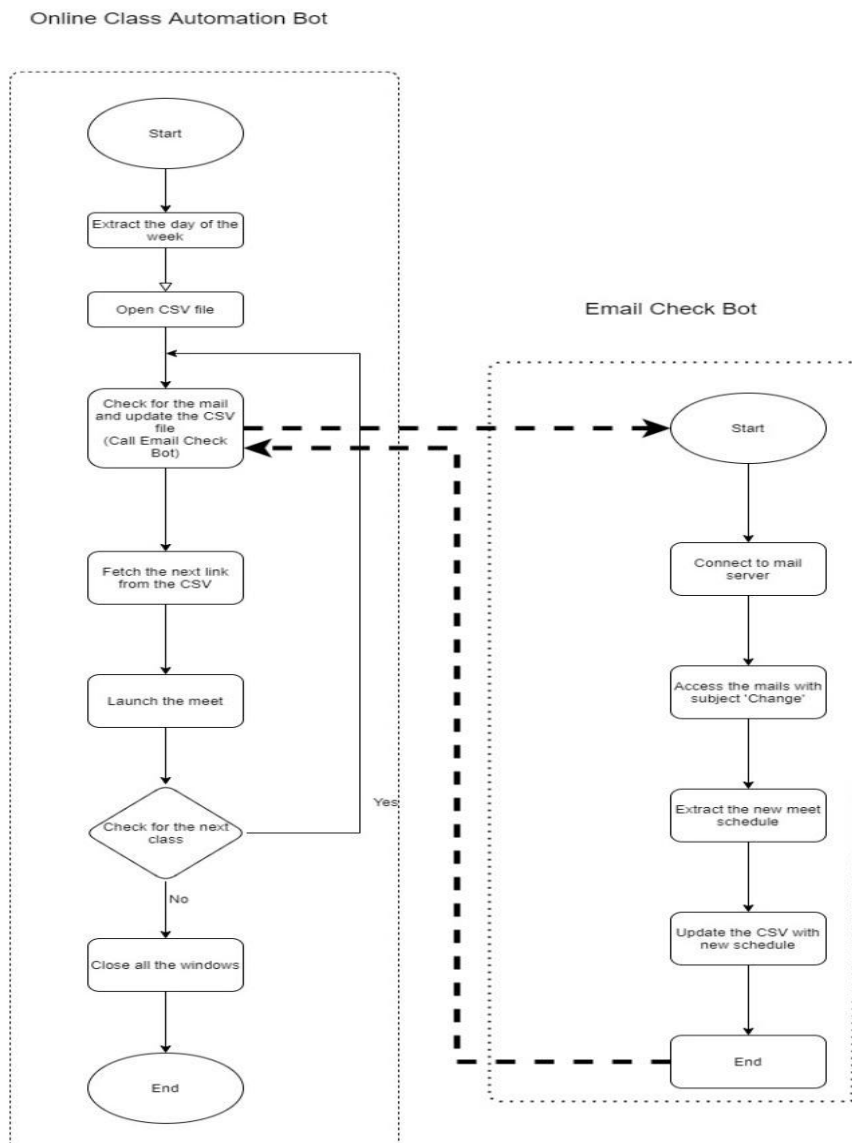 Online Class Automation Bot
Start
Extract the day of the
week
Open CSV file
Check for the mail
and update the CSV
file
(Call Email Check
Bot)
Fetch the next link
from the CSV
Launch the meet
Check for the next
class
Yes
No
Close all the windows
End
Email Check Bot
Start
Connect to mail
server
Access the mails with
subject 'Change'
Extract the new meet
schedule
Update the CSV with
new schedule
End